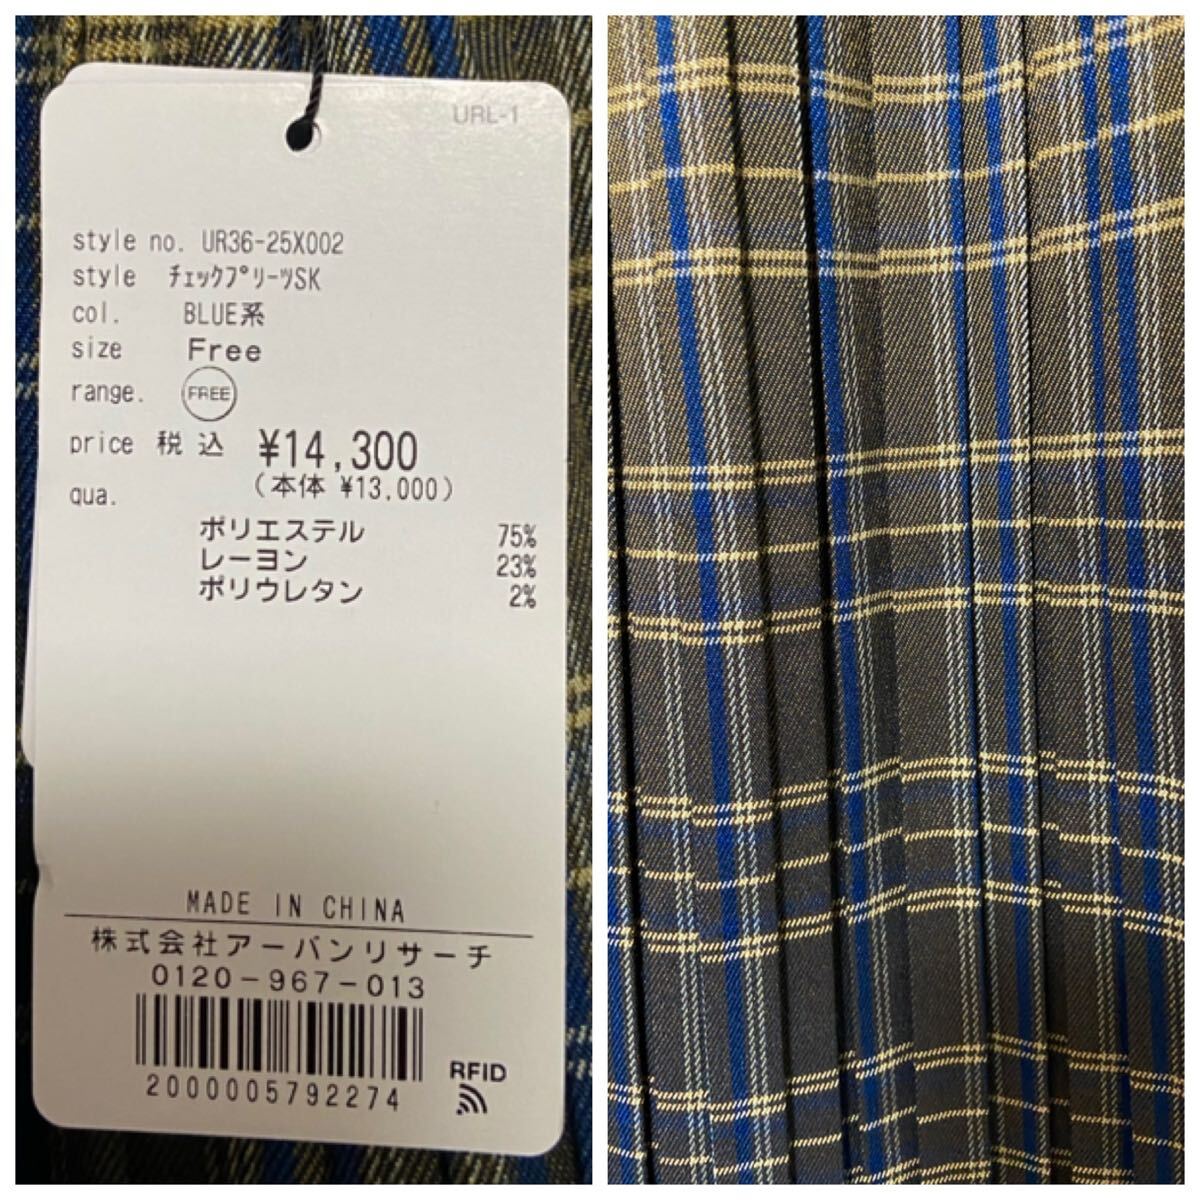 URL-1
style no. UR36-25X002
style ﾁｪｯｸﾌﾟﾘｰﾂSK
col. BLUE系
size Free
range. FREE
price 税込 ¥14,300
(本体 ¥13,000)
qua.
ポリエステル 75%
レーヨン 23%
ポリウレタン 2%
MADE IN CHINA
株式会社アーバンリサーチ
0120-967-013
2000005792274
RFID